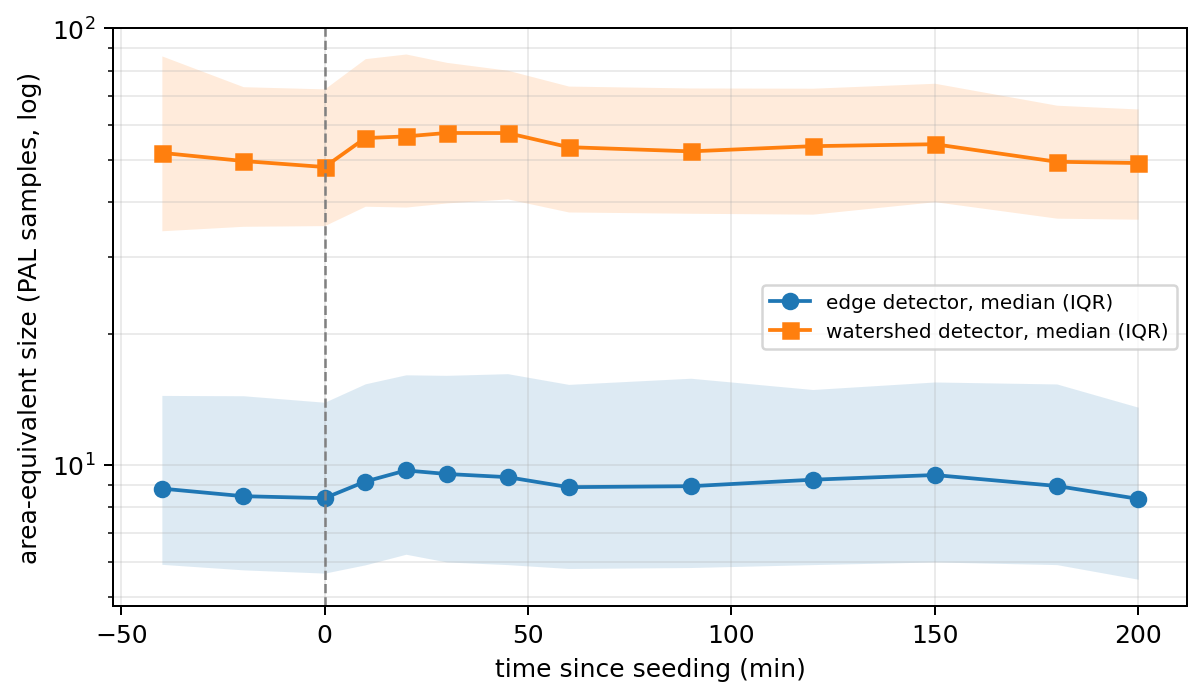 area-equivalent size (PAL samples, log)
10²
10¹
edge detector, median (IQR)
watershed detector, median (IQR)
−50 0 50 100 150 200
time since seeding (min)